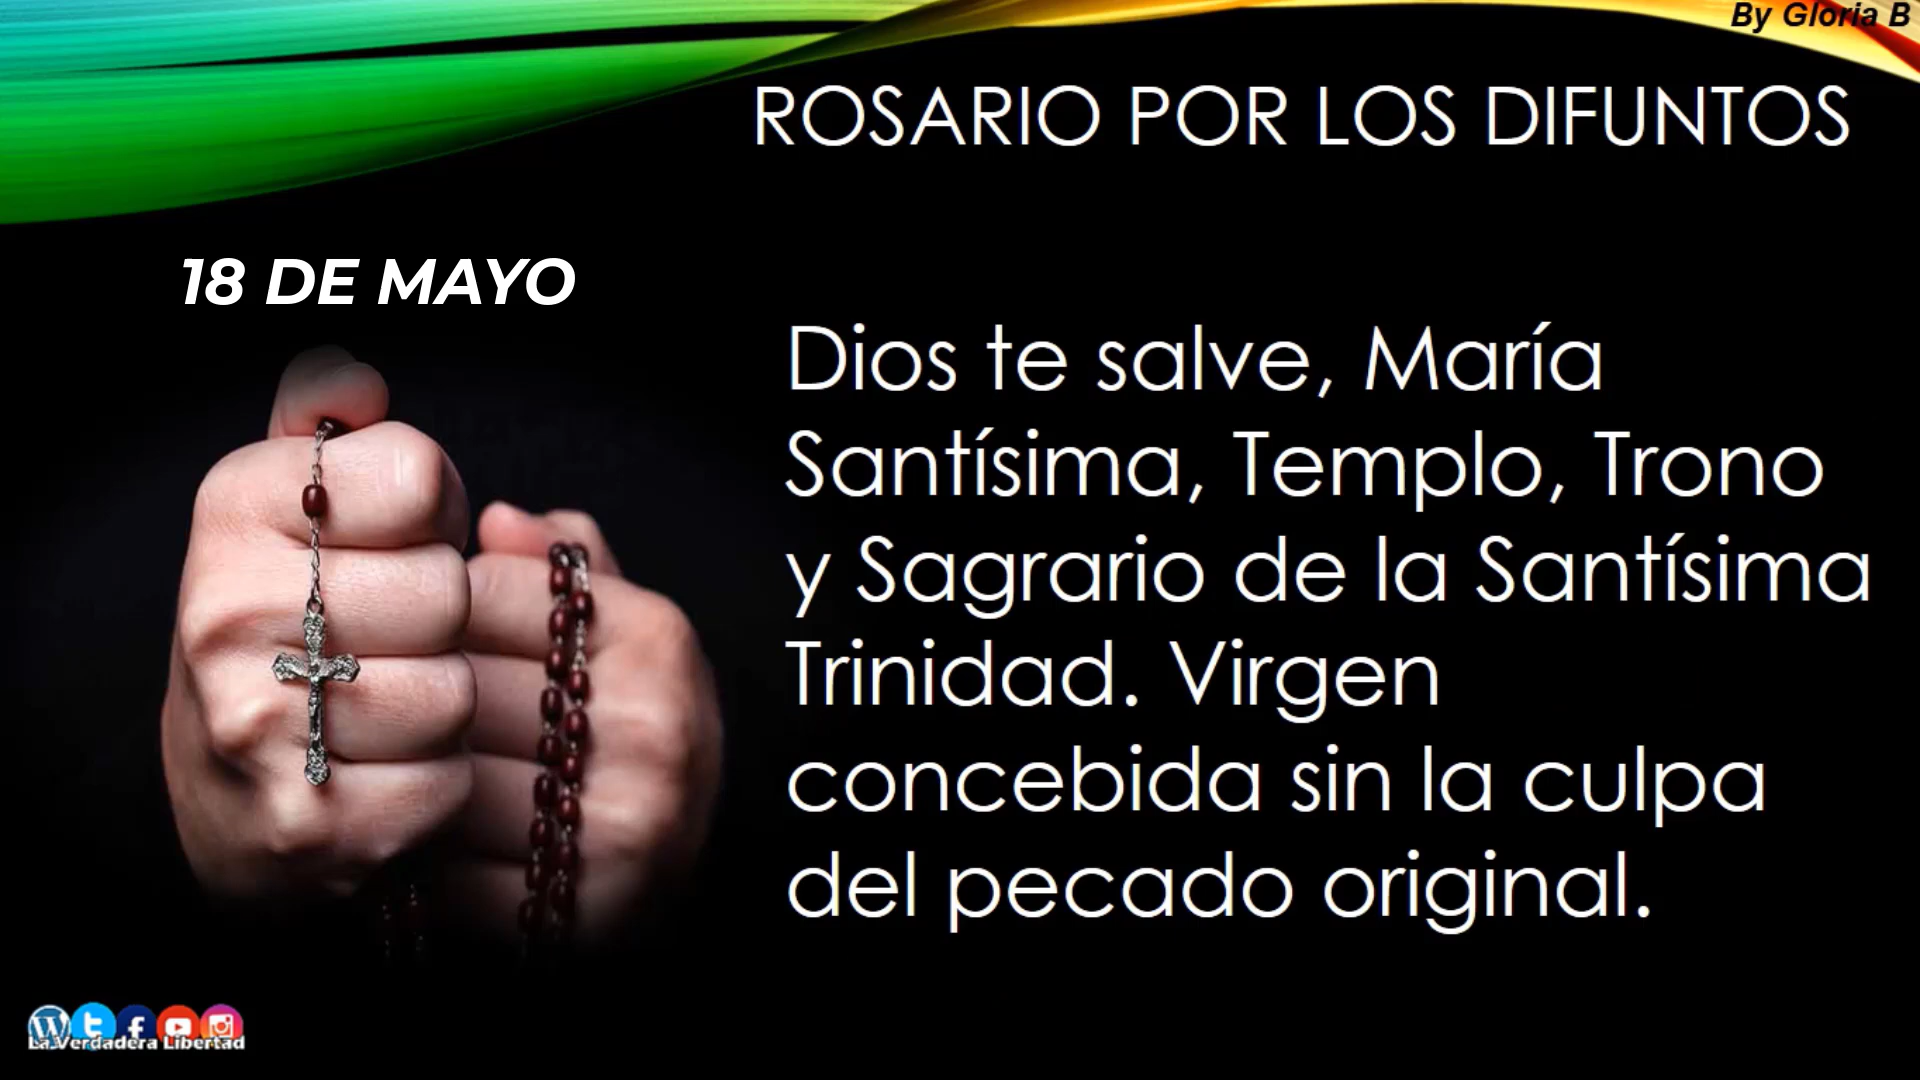 By Gloria B
ROSARIO POR LOS DIFUNTOS
18 DE MAYO
Dios te salve, María
Santísima, Templo, Trono
y Sagrario de la Santísima
Trinidad. Virgen
concebida sin la culpa
del pecado original.
La Verdadera Libertad